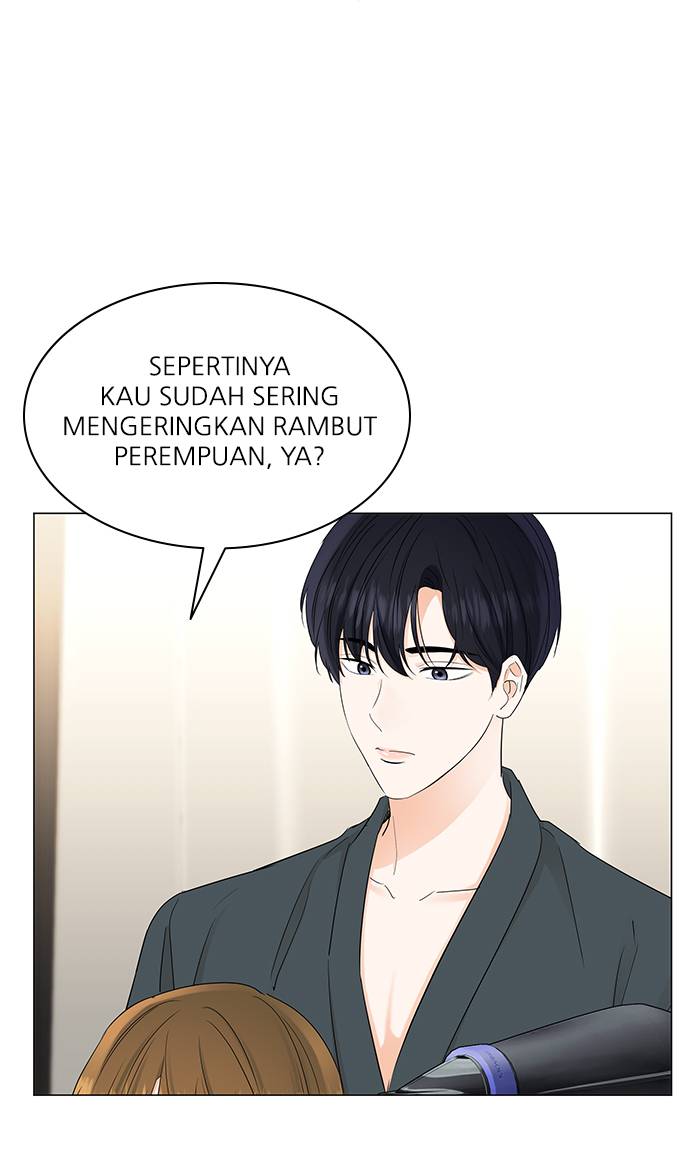 SEPERTINYA
KAU SUDAH SERING
MENGERINGKAN RAMBUT
PEREMPUAN, YA?